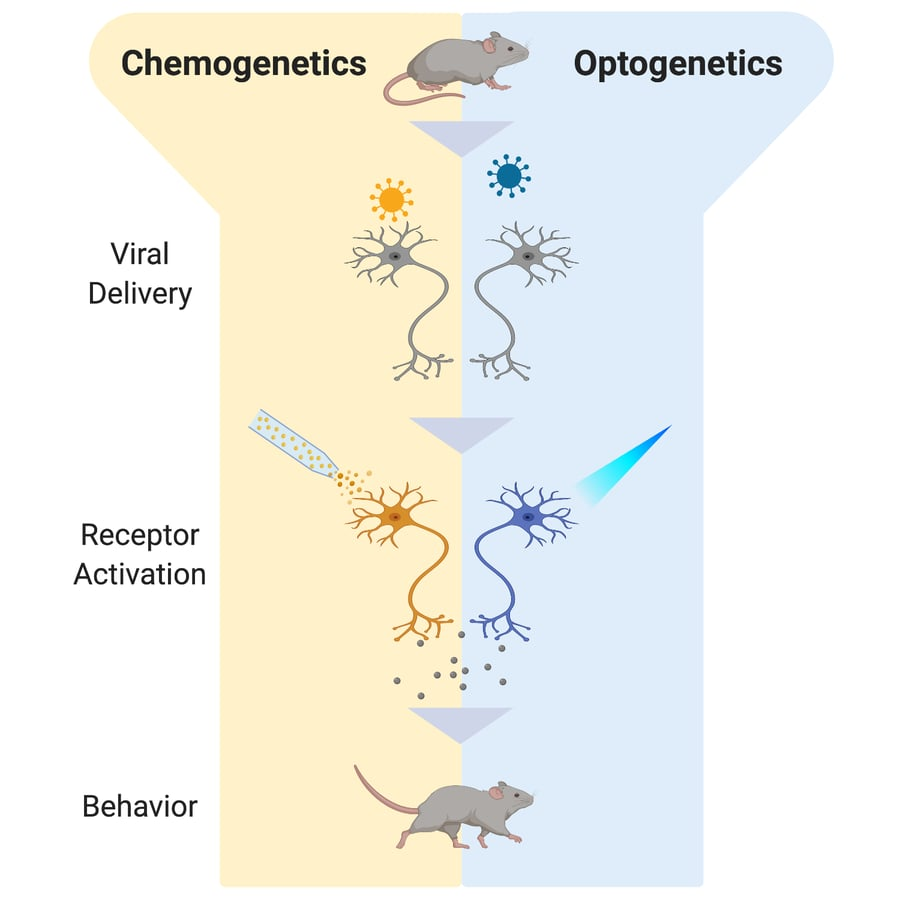 Chemogenetics
Optogenetics
Viral
Delivery
Receptor
Activation
Behavior